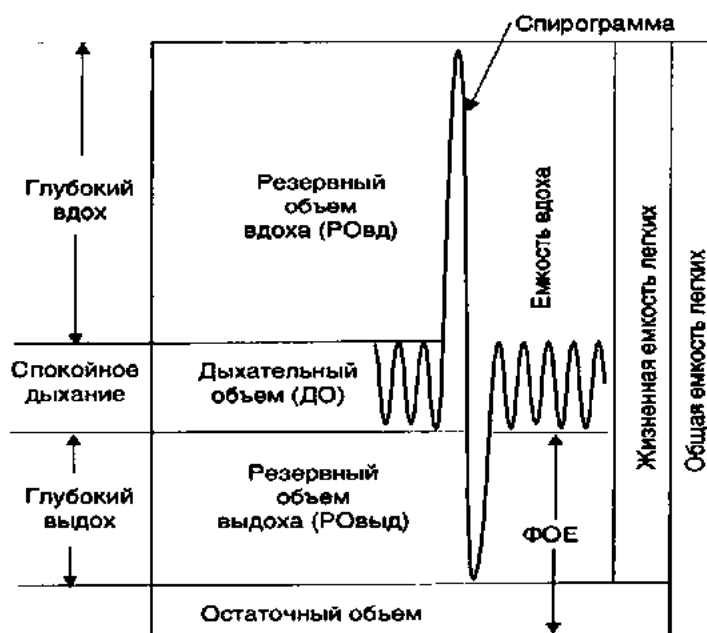 Спирограмма
Глубокий
вдох
Резервный
объем
вдоха (РОвд)
Емкость вдоха
Жизненная емкость легких
Общая емкость легких
Спокойное
дыхание
Дыхательный
объем (ДО)
Глубокий
выдох
Резервный
объем
выдоха (РОвыд)
ФОЕ
Остаточный объем